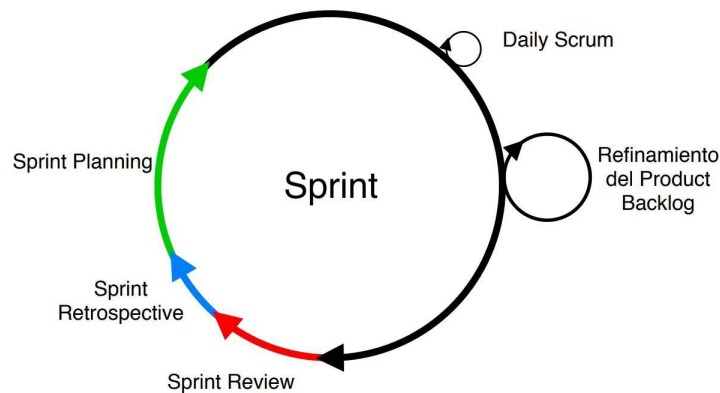 Daily Scrum
Sprint Planning
Sprint
Refinamiento
del Product
Backlog
Sprint
Retrospective
Sprint Review